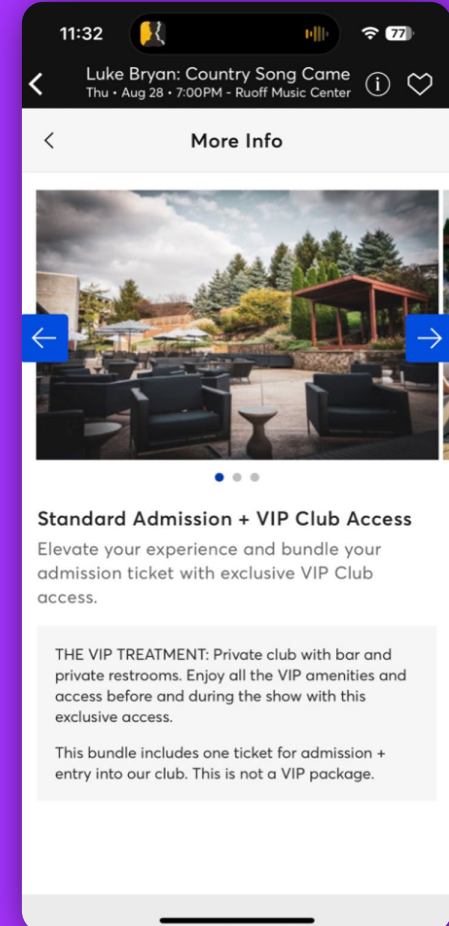 11:32
77
Luke Bryan: Country Song Came
Thu • Aug 28 • 7:00PM - Ruoff Music Center
More Info
Standard Admission + VIP Club Access
Elevate your experience and bundle your
admission ticket with exclusive VIP Club
access.
THE VIP TREATMENT: Private club with bar and
private restrooms. Enjoy all the VIP amenities and
access before and during the show with this
exclusive access.
This bundle includes one ticket for admission +
entry into our club. This is not a VIP package.